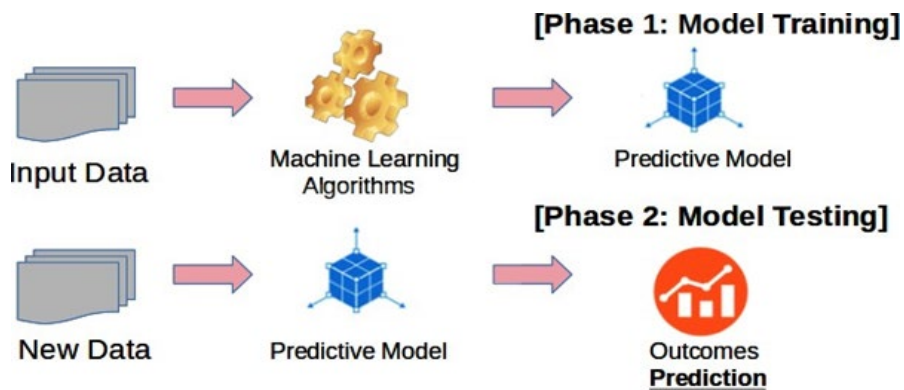 [Phase 1: Model Training]
Input Data
Machine Learning
Algorithms
Predictive Model
[Phase 2: Model Testing]
New Data
Predictive Model
Outcomes
Prediction